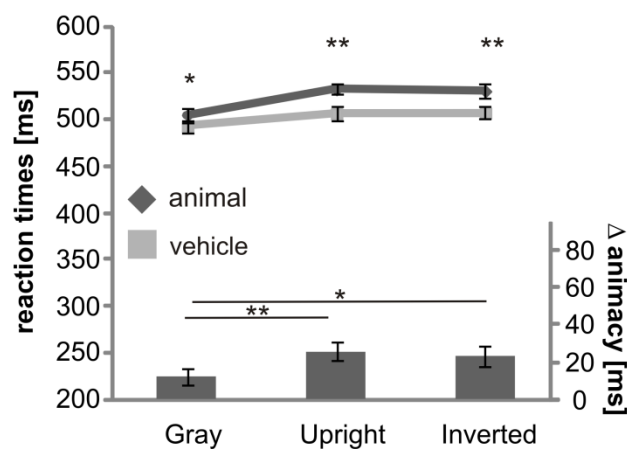 reaction times [ms]
600
550
500
450
400
350
300
250
200
*
**
**
animal
vehicle
*
**
Δ animacy [ms]
80
60
40
20
0
Gray
Upright
Inverted